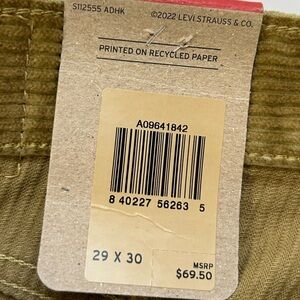 S112555 ADHK ©2022 LEVI STRAUSS & CO.
PRINTED ON RECYCLED PAPER
A09641842
8 40227 56263 5
29 X 30
MSRP
$69.50